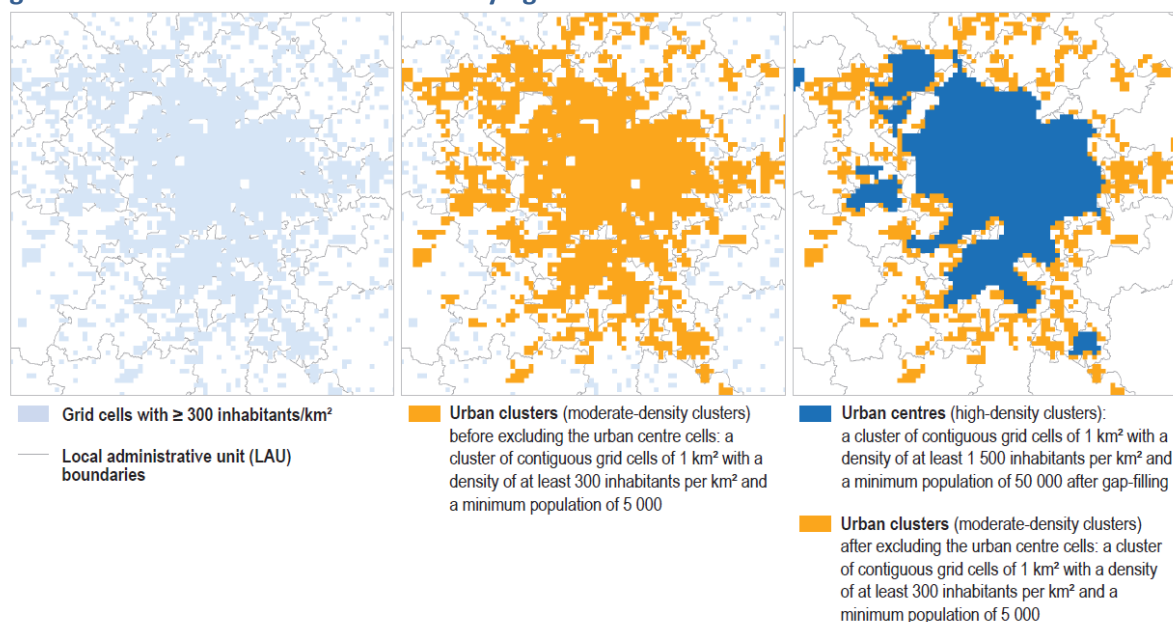 Grid cells with ≥ 300 inhabitants/km²
Local administrative unit (LAU)
boundaries
Urban clusters (moderate-density clusters)
before excluding the urban centre cells: a
cluster of contiguous grid cells of 1 km² with a
density of at least 300 inhabitants per km² and
a minimum population of 5 000
Urban centres (high-density clusters):
a cluster of contiguous grid cells of 1 km² with a
density of at least 1 500 inhabitants per km² and
a minimum population of 50 000 after gap-filling
Urban clusters (moderate-density clusters)
after excluding the urban centre cells: a cluster
of contiguous grid cells of 1 km² with a density
of at least 300 inhabitants per km² and a
minimum population of 5 000